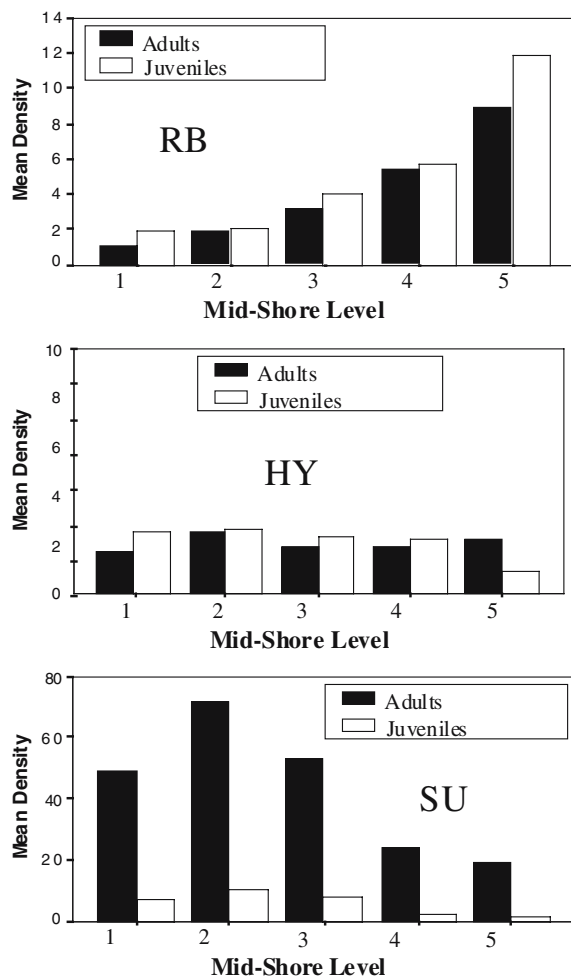 14
12
10
8
6
4
2
0
Mean Density
Adults
Juveniles
RB
1 2 3 4 5
Mid-Shore Level
10
8
6
4
2
0
Mean Density
Adults
Juveniles
HY
1 2 3 4 5
Mid-Shore Level
80
60
40
20
0
Mean Density
Adults
Juveniles
SU
1 2 3 4 5
Mid-Shore Level